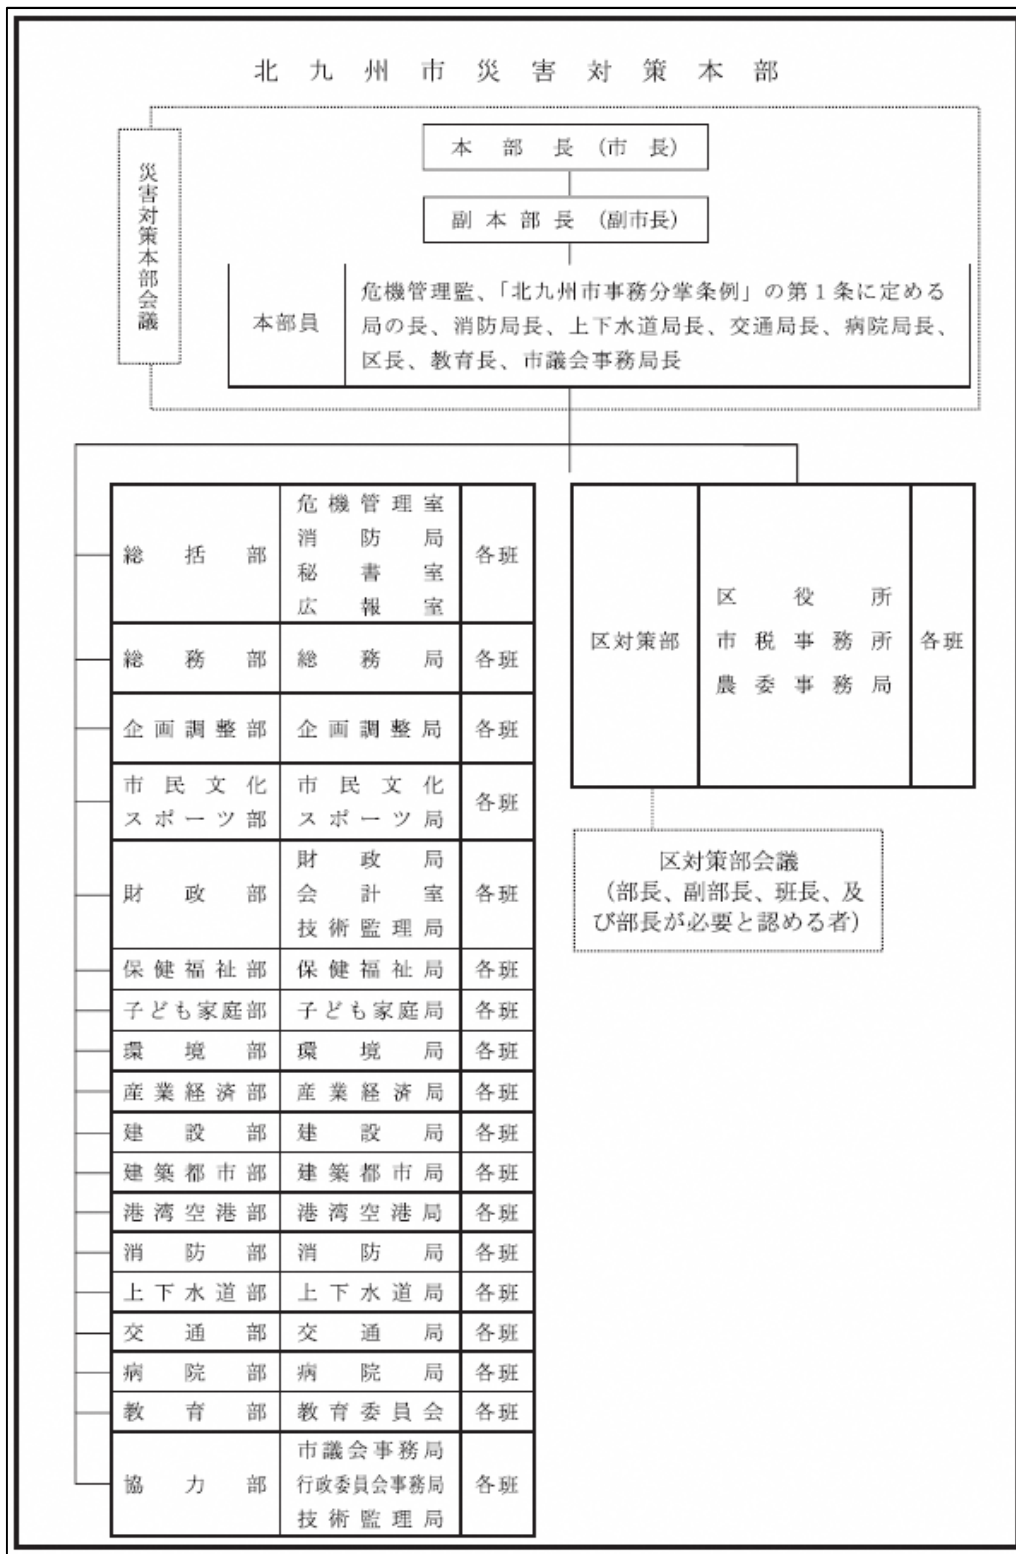 北九州市災害対策本部
災害対策本部会議
本部長(市長)
副本部長(副市長)
本部員
危機管理監、「北九州市事務分掌条例」の第1条に定める
局の長、消防局長、上下水道局長、交通局長、病院局長、
区長、教育長、市議会事務局長
総括部
危機管理室
消防局
秘書室
広報室
各班
総務部 総務局 各班
企画調整部 企画調整局 各班
市民文化
スポーツ部
市民文化
スポーツ局
各班
財政部
財政局
会計室
技術監理局
各班
保健福祉部 保健福祉局 各班
子ども家庭部 子ども家庭局 各班
環境部 環境局 各班
産業経済部 産業経済局 各班
建設部 建設局 各班
建築都市部 建築都市局 各班
港湾空港部 港湾空港局 各班
消防部 消防局 各班
上下水道部 上下水道局 各班
交通部 交通局 各班
病院部 病院局 各班
教育部 教育委員会 各班
協力部
市議会事務局
行政委員会事務局
技術監理局
各班
区対策部
区役所
市税事務所
農委事務局
各班
区対策部会議
(部長、副部長、班長、及
び部長が必要と認める者)